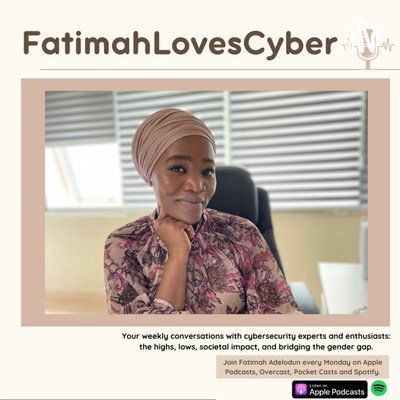 FatimahLovesCyber
Your weekly conversations with cybersecurity experts and enthusiasts:
the highs, lows, societal impact, and bridging the gender gap.
Join Fatimah Adelodun every Monday on Apple
Podcasts, Overcast, Pocket Casts and Spotify.
Listen on
Apple Podcasts